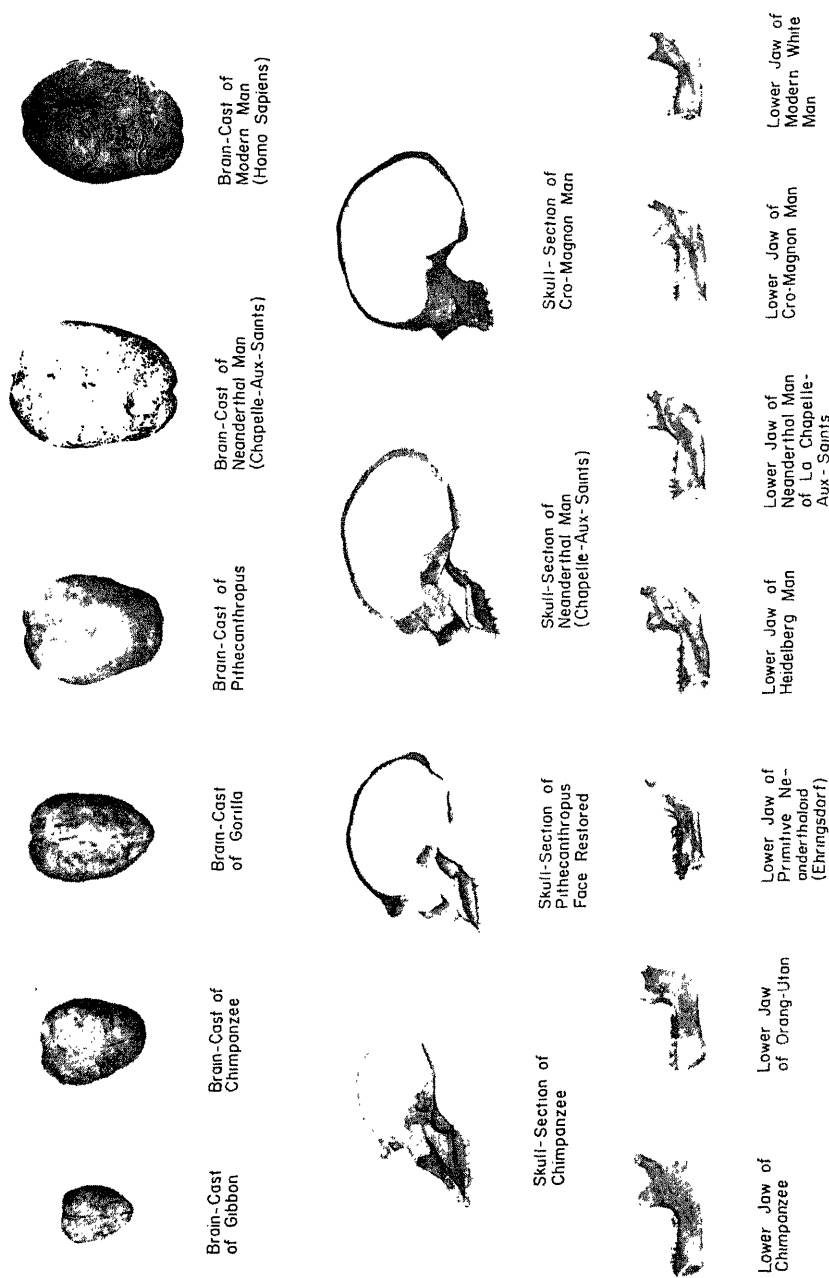 Brain-Cast
of Gibbon
Brain-Cast of
Chimpanzee
Brain-Cast
of Gorilla
Brain-Cast of
Pithecanthropus
Brain-Cast of
Neanderthal Man
(Chapelle-Aux-Saints)
Brain-Cast of
Modern Man
(Homo Sapiens)
Skull-Section of
Chimpanzee
Skull-Section of
Pithecanthropus
Face Restored
Skull-Section of
Neanderthal Man
(Chapelle-Aux-Saints)
Skull-Section of
Cro-Magnon Man
Lower Jaw of
Chimpanzee
Lower Jaw
of Orang-Utan
Lower Jaw of
Primitive Ne-
anderthaloid
(Ehringsdorf)
Lower Jaw of
Heidelberg Man
Lower Jaw of
Neanderthal Man
of La Chapelle-
Aux-Saints
Lower Jaw of
Cro-Magnon Man
Lower Jaw of
Modern White
Man